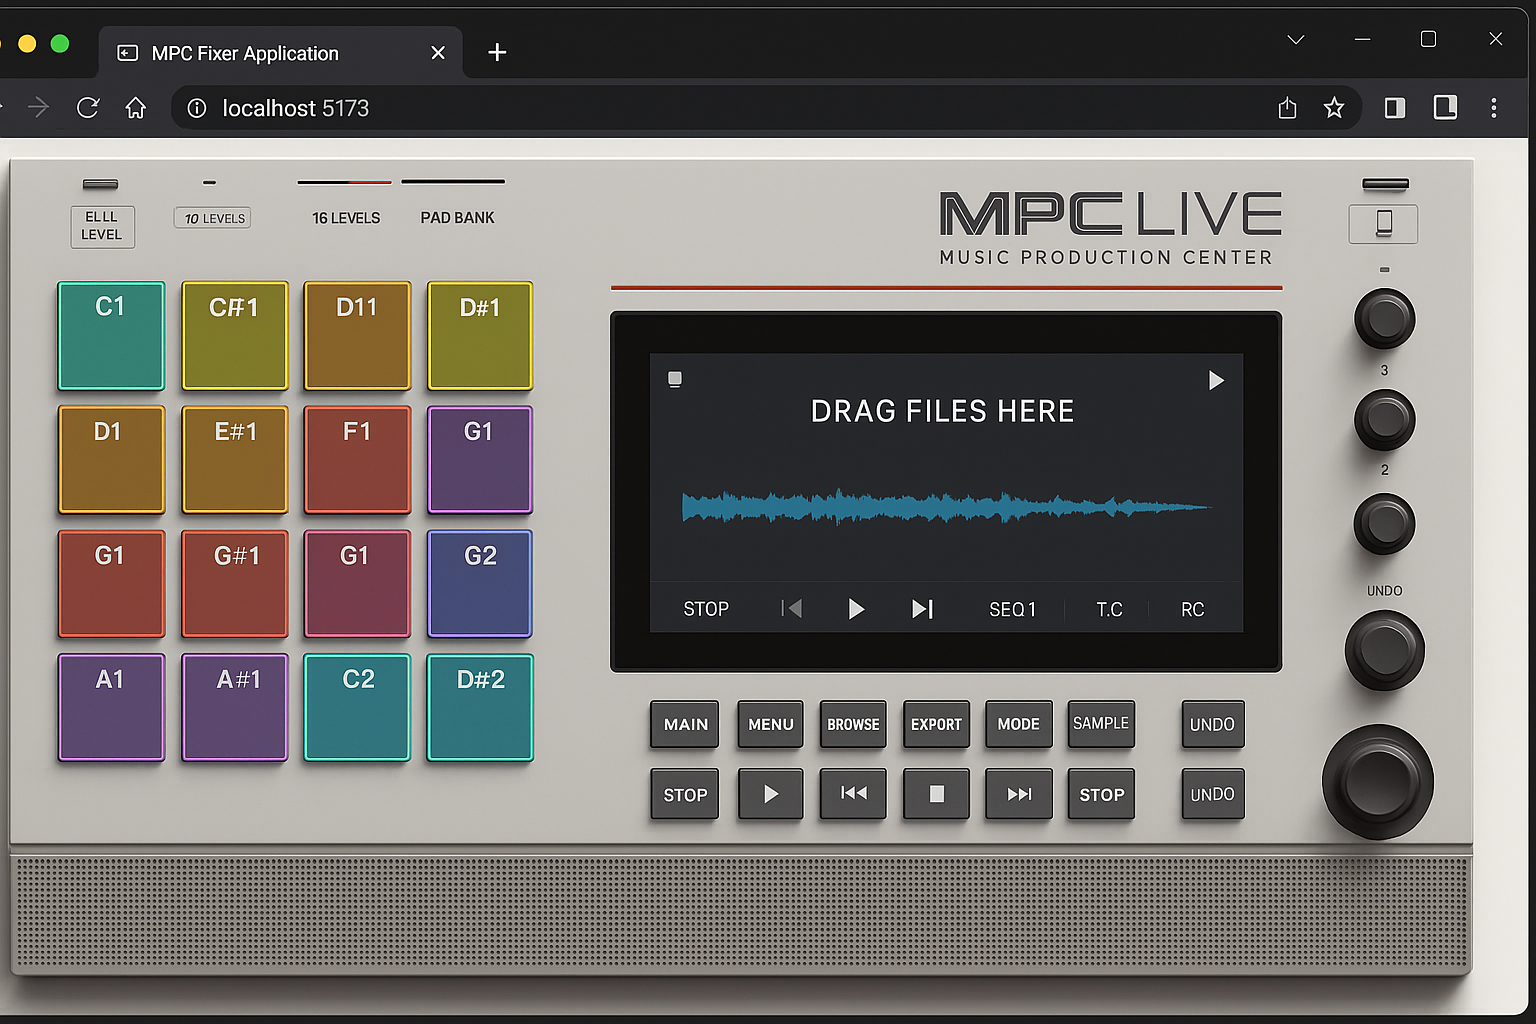 MPC Fixer Application
localhost 5173
ELLL
LEVEL
10 LEVELS
16 LEVELS
PAD BANK
MPC LIVE
MUSIC PRODUCTION CENTER
C1
C#1
D11
D#1
D1
E#1
F1
G1
G1
G#1
G1
G2
A1
A#1
C2
D#2
DRAG FILES HERE
STOP
SEQ1
T.C
RC
3
2
UNDO
MAIN
MENU
BROWSE
EXPORT
MODE
SAMPLE
UNDO
STOP
STOP
UNDO